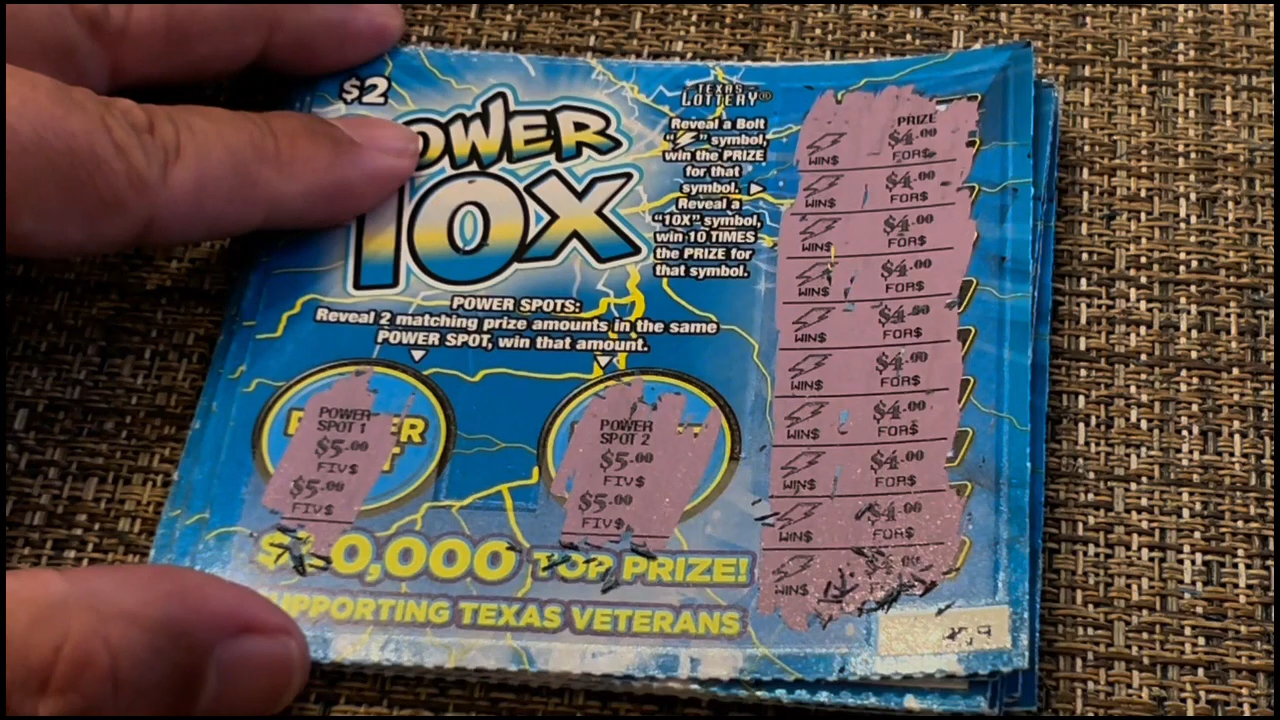 $2
POWER
10X
TEXAS
LOTTERY
Reveal a Bolt
" " symbol,
win the PRIZE
for that
symbol.
Reveal a
"10X" symbol,
win 10 TIMES
the PRIZE for
that symbol.
POWER SPOTS:
Reveal 2 matching prize amounts in the same
POWER SPOT, win that amount.
POWER
SPOT 1
$5.00
FIV$
$5.00
FIV$
POWER
SPOT 2
$5.00
FIV$
$5.00
FIV$
PRIZE
$4.00
WIN$ FOR$
$4.00
WIN$ FOR$
$4.00
WIN$ FOR$
$4.00
WIN$ FOR$
$4.00
WIN$ FOR$
$4.00
WIN$ FOR$
$4.00
WIN$ FOR$
$4.00
WIN$ FOR$
$4.00
WIN$ FOR$
WIN$
0,000 TOP PRIZE!
SUPPORTING TEXAS VETERANS